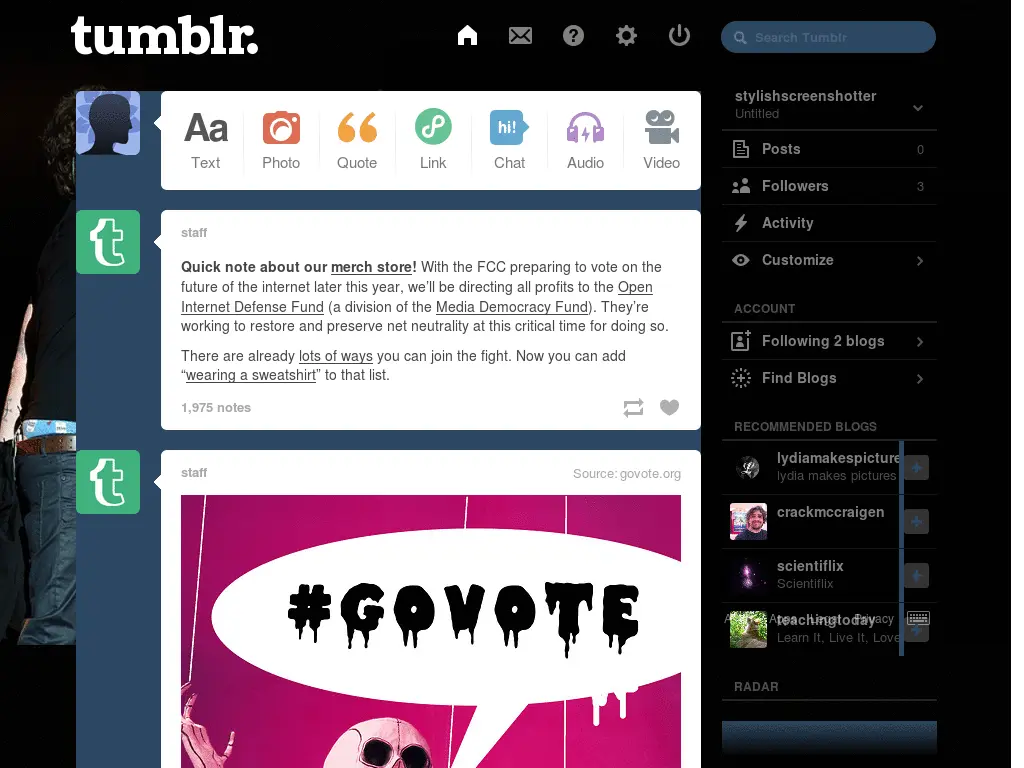 tumblr.
Search Tumblr
Aa
Text
Photo
Quote
Link
hi!
Chat
Audio
Video
staff
Quick note about our merch store! With the FCC preparing to vote on the
future of the internet later this year, we’ll be directing all profits to the Open
Internet Defense Fund (a division of the Media Democracy Fund). They’re
working to restore and preserve net neutrality at this critical time for doing so.
There are already lots of ways you can join the fight. Now you can add
“wearing a sweatshirt” to that list.
1,975 notes
staff
Source: govote.org
#GOVOTE
stylishscreenshotter
Untitled
Posts 0
Followers 3
Activity
Customize
ACCOUNT
Following 2 blogs
Find Blogs
RECOMMENDED BLOGS
lydiamakespicture
lydia makes pictures
crackmccraigen
scientiflix
Scientiflix
teachingtoday
Apps Legal Privacy
Learn It, Live It, Love
RADAR